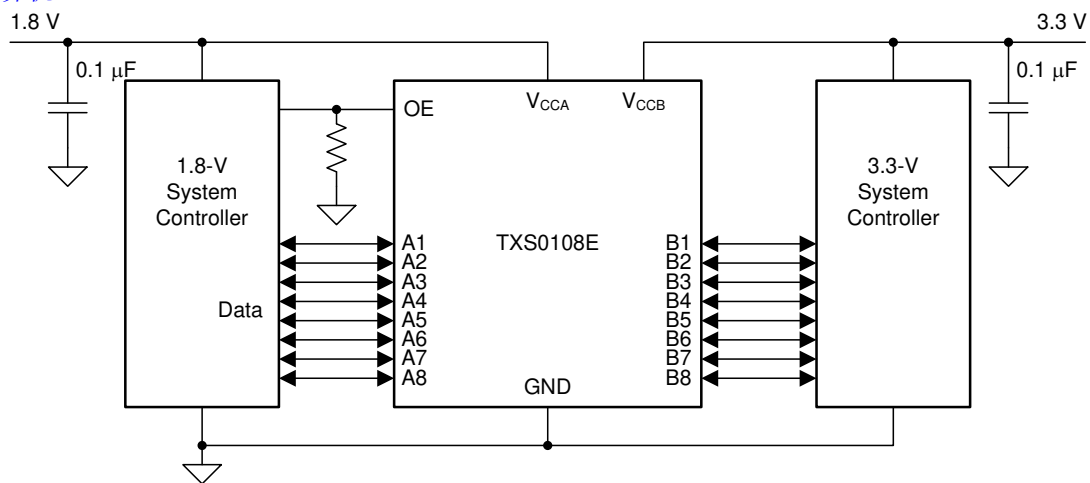 1.8 V
3.3 V
0.1 μF
0.1 μF
OE
VCCA
VCCB
1.8-V
System
Controller
3.3-V
System
Controller
TXS0108E
Data
A1
A2
A3
A4
A5
A6
A7
A8
B1
B2
B3
B4
B5
B6
B7
B8
GND